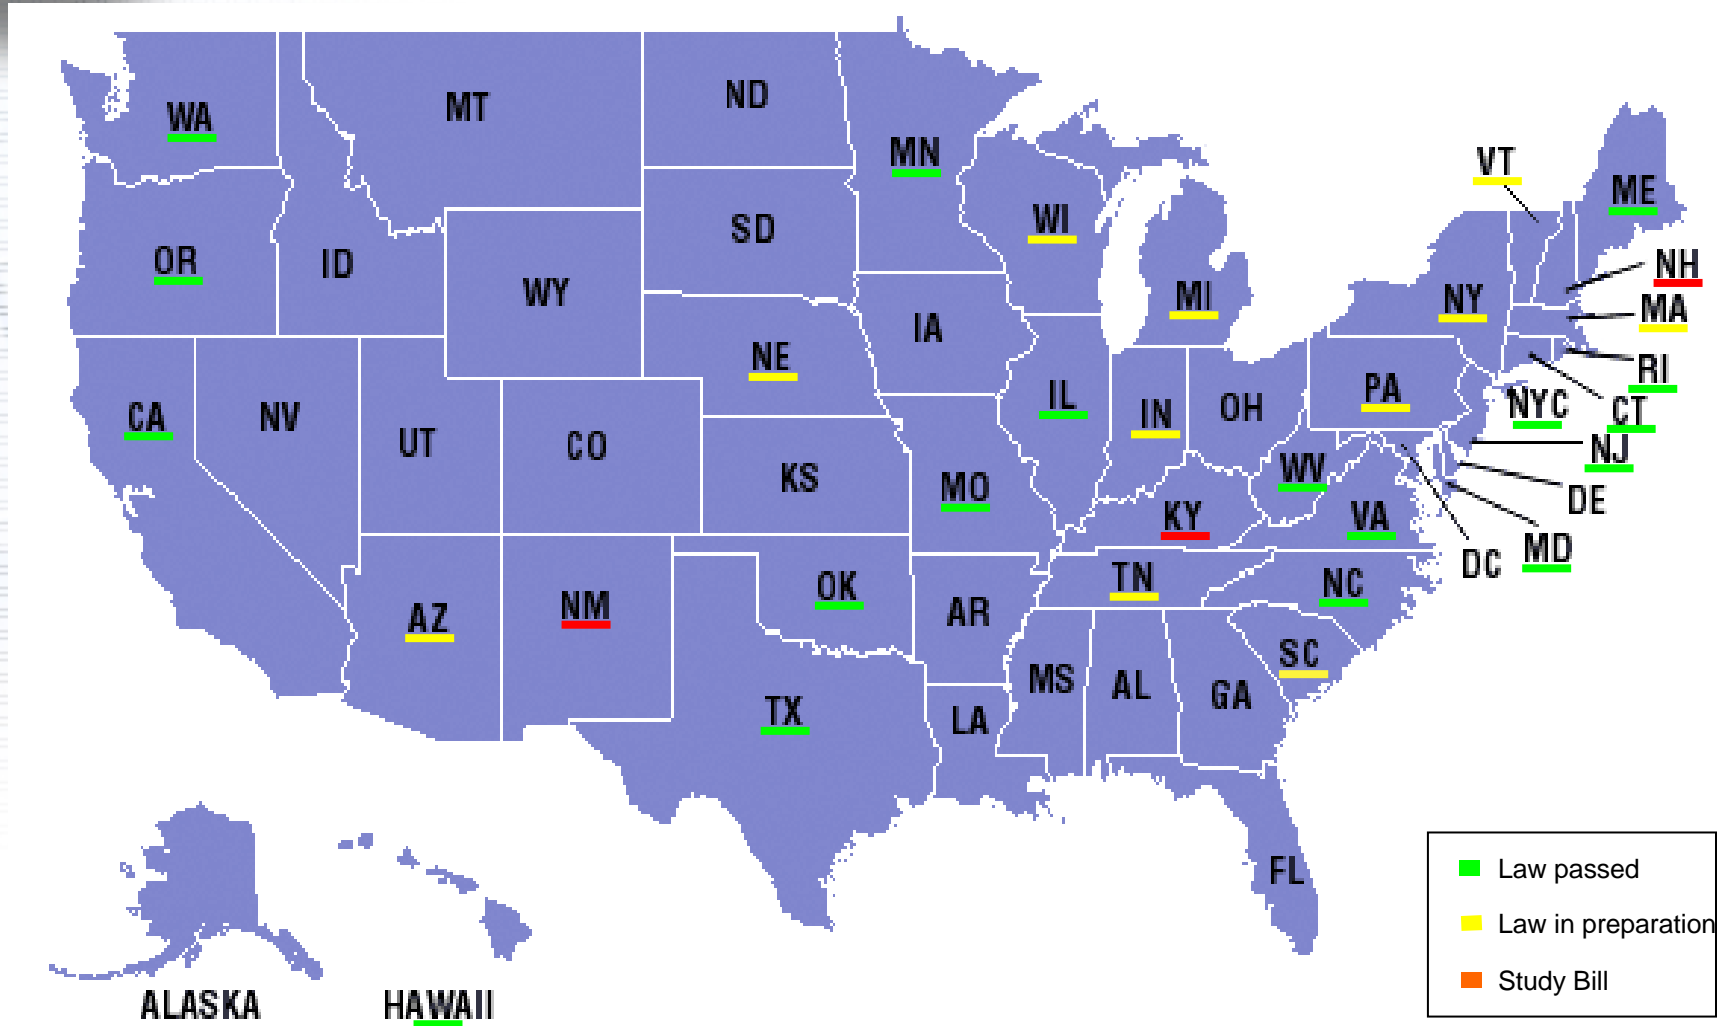 WA
MT
ND
MN
VT
ME
OR
ID
SD
WI
NH
WY
MI
NY
MA
IA
NE
RI
CA
NV
UT
CO
IL
IN
OH
PA
NYC
CT
KS
MO
WV
NJ
DE
KY
VA
DC
MD
AZ
NM
OK
AR
TN
NC
SC
MS
AL
GA
TX
LA
FL
ALASKA
HAWAII
Law passed
Law in preparation
Study Bill